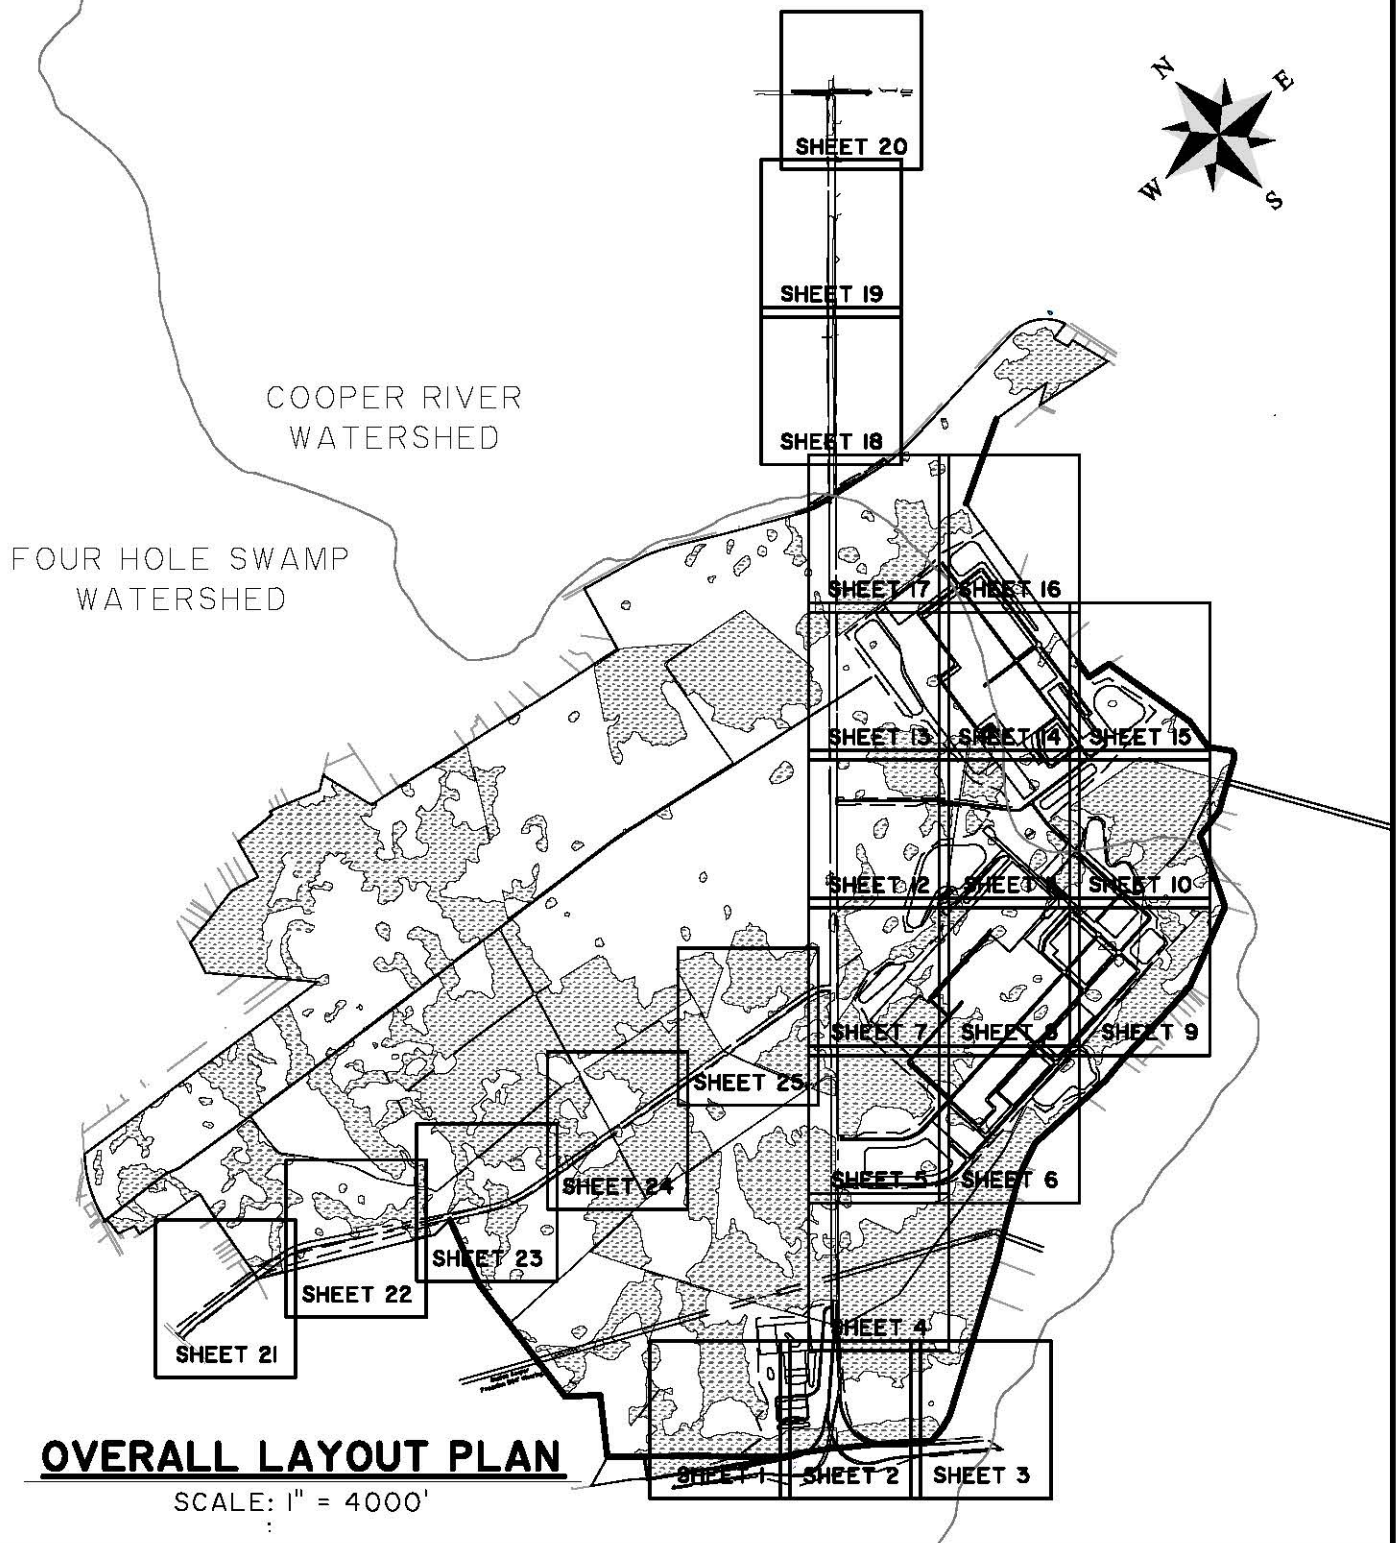 N
E
W
S
SHEET 20
SHEET 19
COOPER RIVER
WATERSHED
SHEET 18
FOUR HOLE SWAMP
WATERSHED
SHEET 17
SHEET 16
SHEET 13
SHEET 14
SHEET 15
SHEET 12
SHEET 11
SHEET 10
SHEET 7
SHEET 8
SHEET 9
SHEET 25
SHEET 24
SHEET 5
SHEET 6
SHEET 23
SHEET 22
SHEET 4
SHEET 21
OVERALL LAYOUT PLAN
SHEET 1
SHEET 2
SHEET 3
SCALE: 1" = 4000'
: